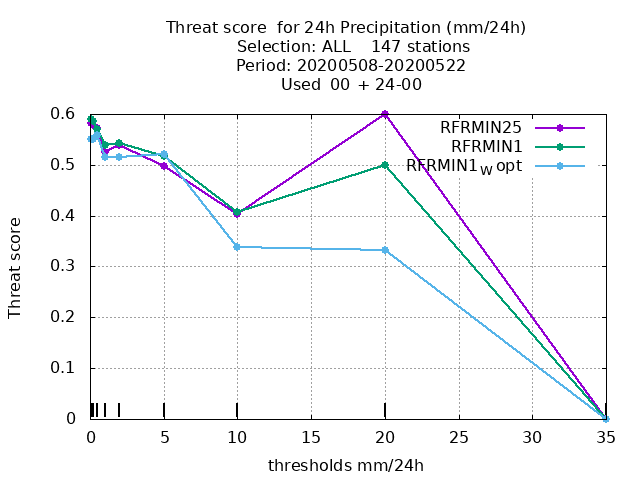 Threat score  for 24h Precipitation (mm/24h)
Selection: ALL    147 stations
Period: 20200508-20200522
Used  00 + 24-00
RFRMIN25
RFRMIN1
RFRMIN1w opt
0.6
0.5
0.4
0.3
0.2
0.1
0
Threat score
0 5 10 15 20 25 30 35
thresholds mm/24h